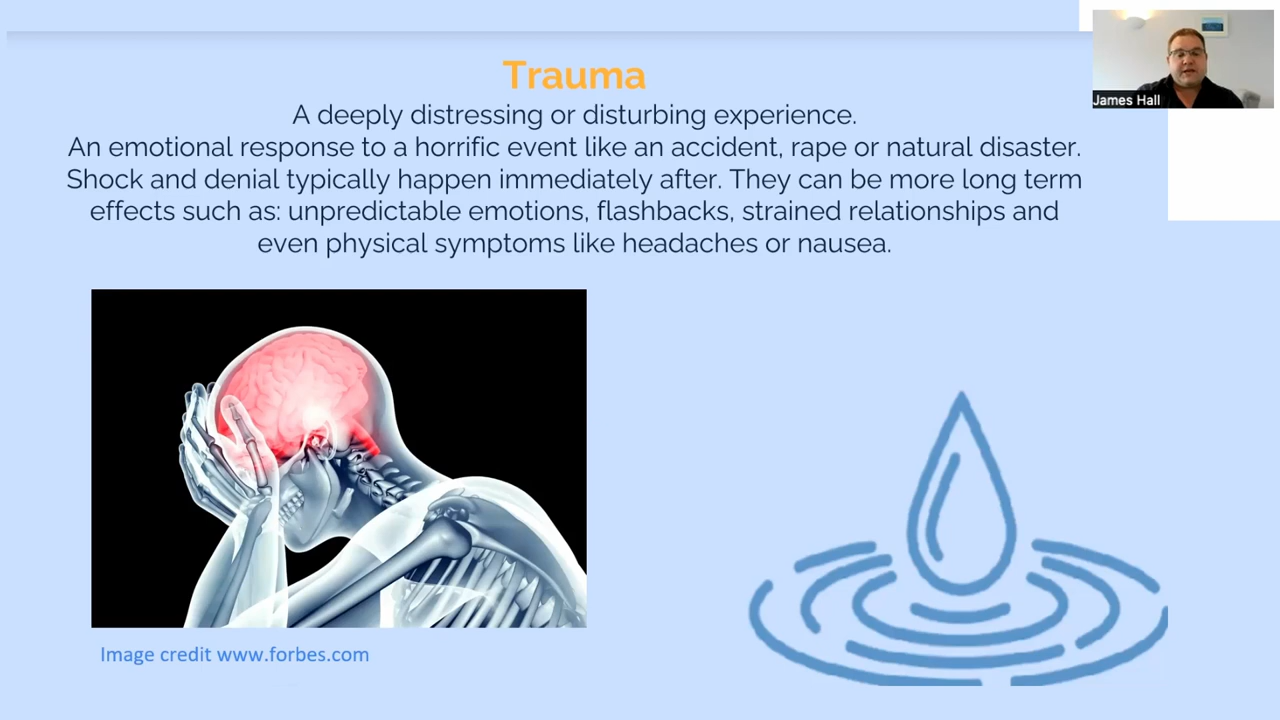 Trauma
A deeply distressing or disturbing experience.
An emotional response to a horrific event like an accident, rape or natural disaster.
Shock and denial typically happen immediately after. They can be more long term
effects such as: unpredictable emotions, flashbacks, strained relationships and
even physical symptoms like headaches or nausea.
James Hall
Image credit www.forbes.com